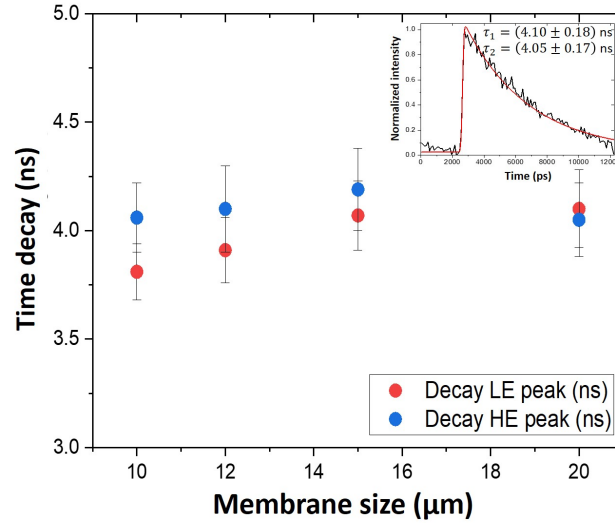 5.0
4.5
4.0
3.5
3.0
Time decay (ns)
10
12
14
16
18
20
Membrane size (μm)
Decay LE peak (ns)
Decay HE peak (ns)
τ₁ = (4.10 ± 0.18) ns
τ₂ = (4.05 ± 0.17) ns
Normalized intensity
1.0
0.8
0.6
0.4
0.2
0.0
0
2000
4000
6000
8000
10000
Time (ps)